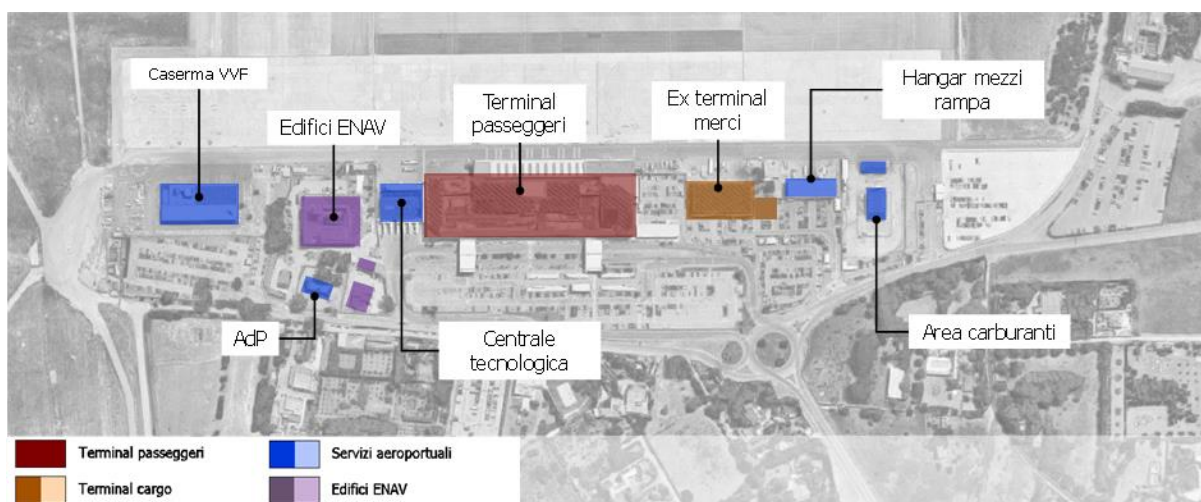 Caserma VVF
Edifici ENAV
Terminal
passeggeri
Ex terminal
merci
Hangar mezzi
rampa
AdP
Centrale
tecnologica
Area carburanti
Terminal passeggeri
Servizi aeroportuali
Terminal cargo
Edifici ENAV